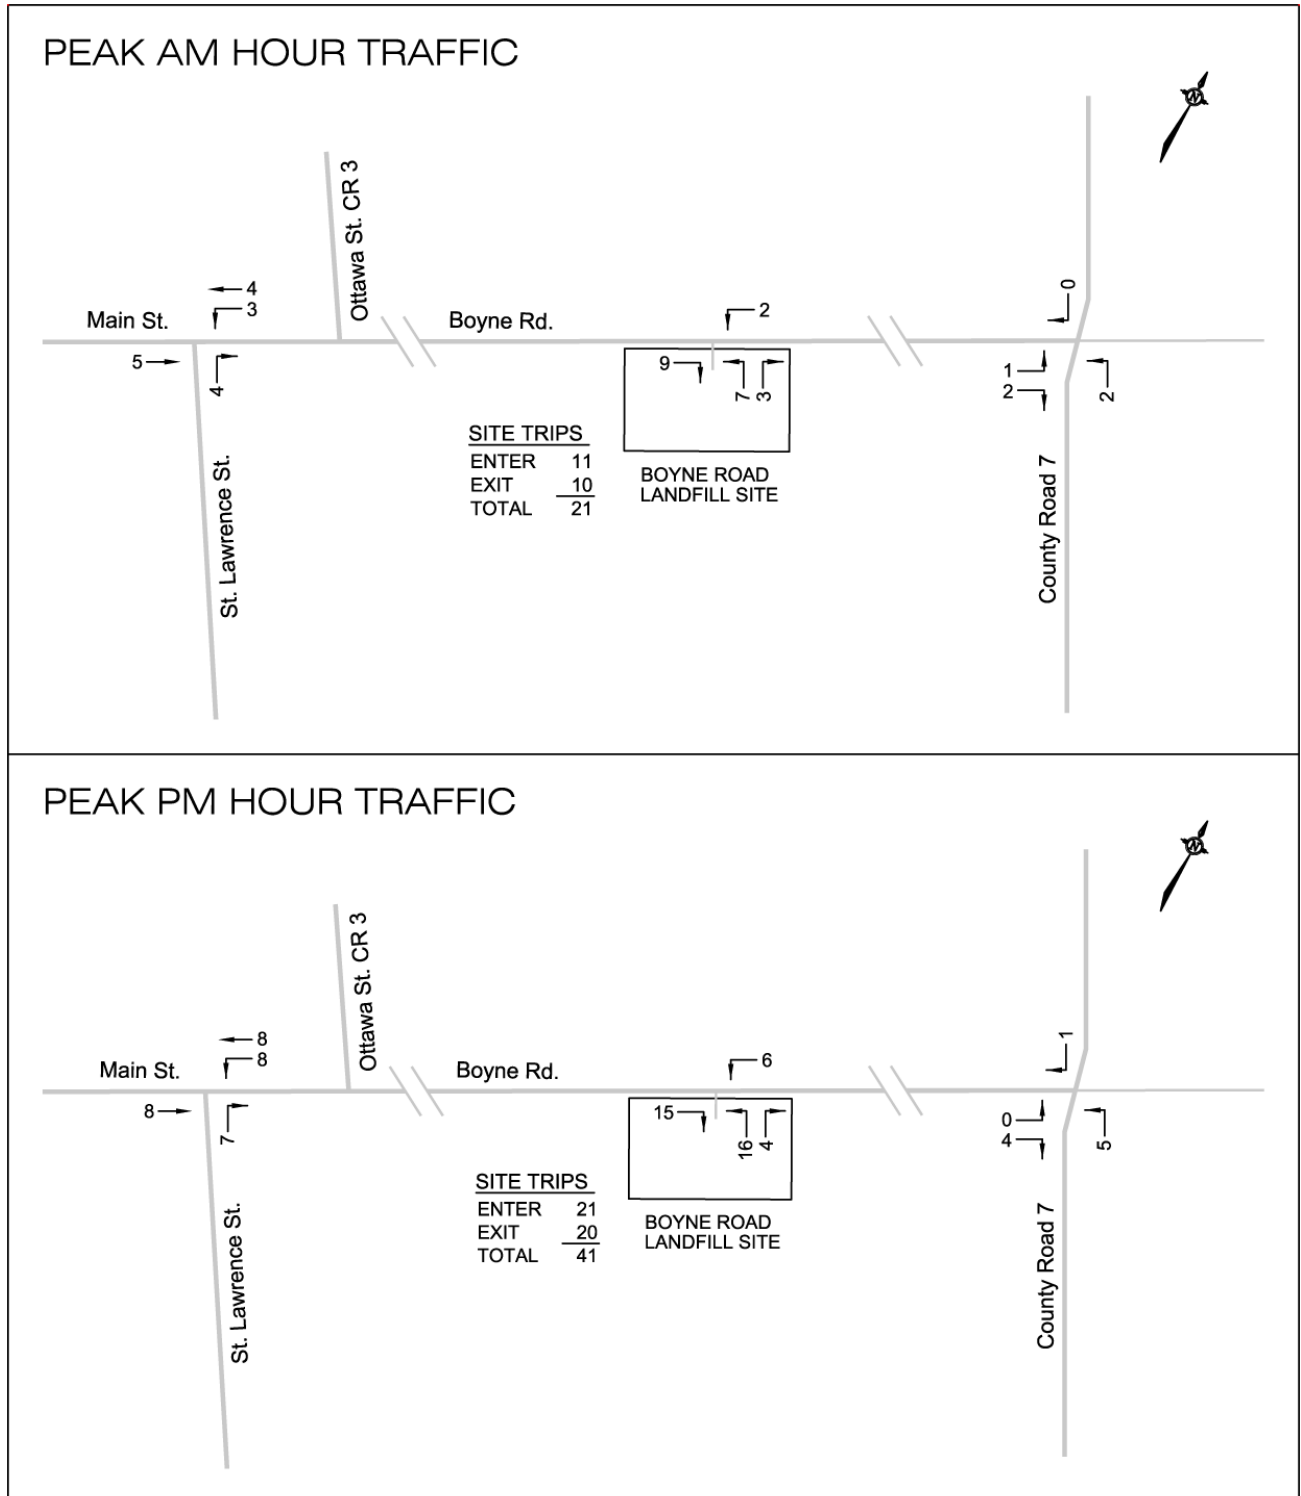 PEAK AM HOUR TRAFFIC
N
Ottawa St. CR 3
0
4
3
2
Main St.
Boyne Rd.
5
4
9
7
3
1
2
2
SITE TRIPS
ENTER 11
EXIT 10
TOTAL 21
BOYNE ROAD
LANDFILL SITE
St. Lawrence St.
County Road 7
PEAK PM HOUR TRAFFIC
N
Ottawa St. CR 3
1
8
8
6
Main St.
Boyne Rd.
8
7
15
16
4
0
4
5
SITE TRIPS
ENTER 21
EXIT 20
TOTAL 41
BOYNE ROAD
LANDFILL SITE
St. Lawrence St.
County Road 7